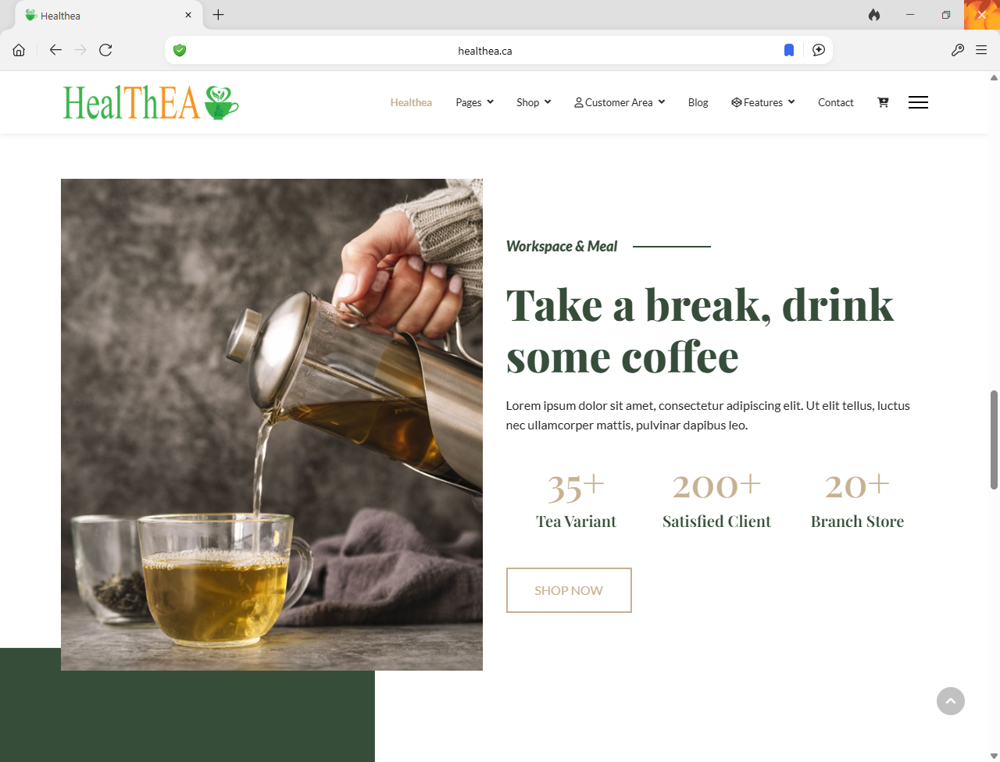 Healthea
healthea.ca
HealThEA
Healthea Pages Shop Customer Area Blog Features Contact
Workspace & Meal
Take a break, drink
some coffee
Lorem ipsum dolor sit amet, consectetur adipiscing elit. Ut elit tellus, luctus
nec ullamcorper mattis, pulvinar dapibus leo.
35+ 200+ 20+
Tea Variant Satisfied Client Branch Store
SHOP NOW